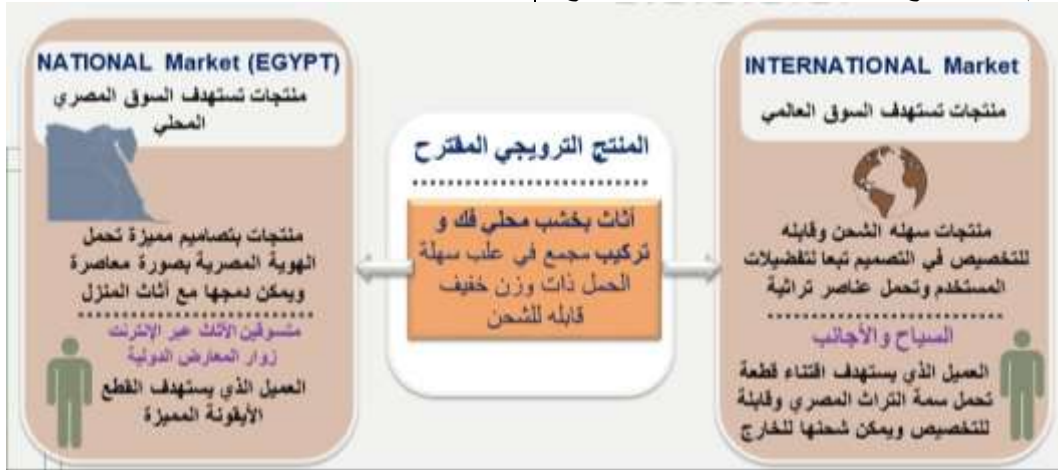 NATIONAL Market (EGYPT)
منتجات تستهدف السوق المصري
المحلي
منتجات بتصاميم مميزة تحمل
الهوية المصرية بصورة معاصرة
ويمكن دمجها مع أثاث المنزل
متسوقين الأثاث عبر الإنترنت
زوار المعارض الدولية
العميل الذي يستهدف القطع
الأيقونة المميزة
المنتج الترويجي المقترح
أثاث بخشب محلي فك و
تركيب مجمع في علب سهلة
الحمل ذات وزن خفيف
قابله للشحن
INTERNATIONAL Market
منتجات تستهدف السوق العالمي
منتجات سهله الشحن وقابله
للتخصيص في التصميم تبعا لتفضيلات
المستخدم وتحمل عناصر تراثية
السياح والأجانب
العميل الذي يستهدف اقتناء قطعة
تحمل سمة التراث المصري وقابلة
للتخصيص ويمكن شحنها للخارج